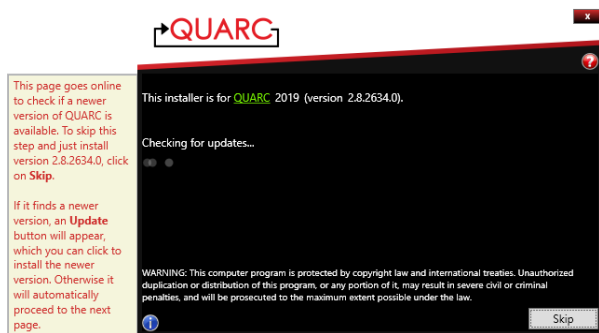 QUARC
x
?
This page goes online
to check if a newer
version of QUARC is
available. To skip this
step and just install
version 2.8.2634.0, click
on Skip.
If it finds a newer
version, an Update
button will appear,
which you can click to
install the newer
version. Otherwise it
will automatically
proceed to the next
page.
This installer is for QUARC 2019 (version 2.8.2634.0).
Checking for updates...
WARNING: This computer program is protected by copyright law and international treaties. Unauthorized
duplication or distribution of this program, or any portion of it, may result in severe civil or criminal
penalties, and will be prosecuted to the maximum extent possible under the law.
i
Skip